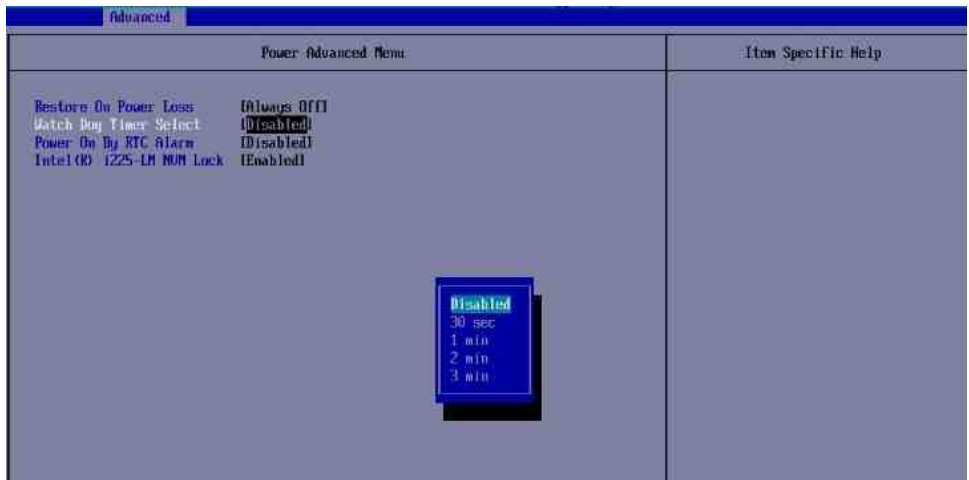 Advanced
Power Advanced Menu
Item Specific Help
Restore On Power Loss [Always Off]
Watch Dog Timer Select [Disabled]
Power On By RTC Alarm [Disabled]
Intel(R) i225-LM NVM Lock [Enabled]
Disabled
30 sec
1 min
2 min
3 min